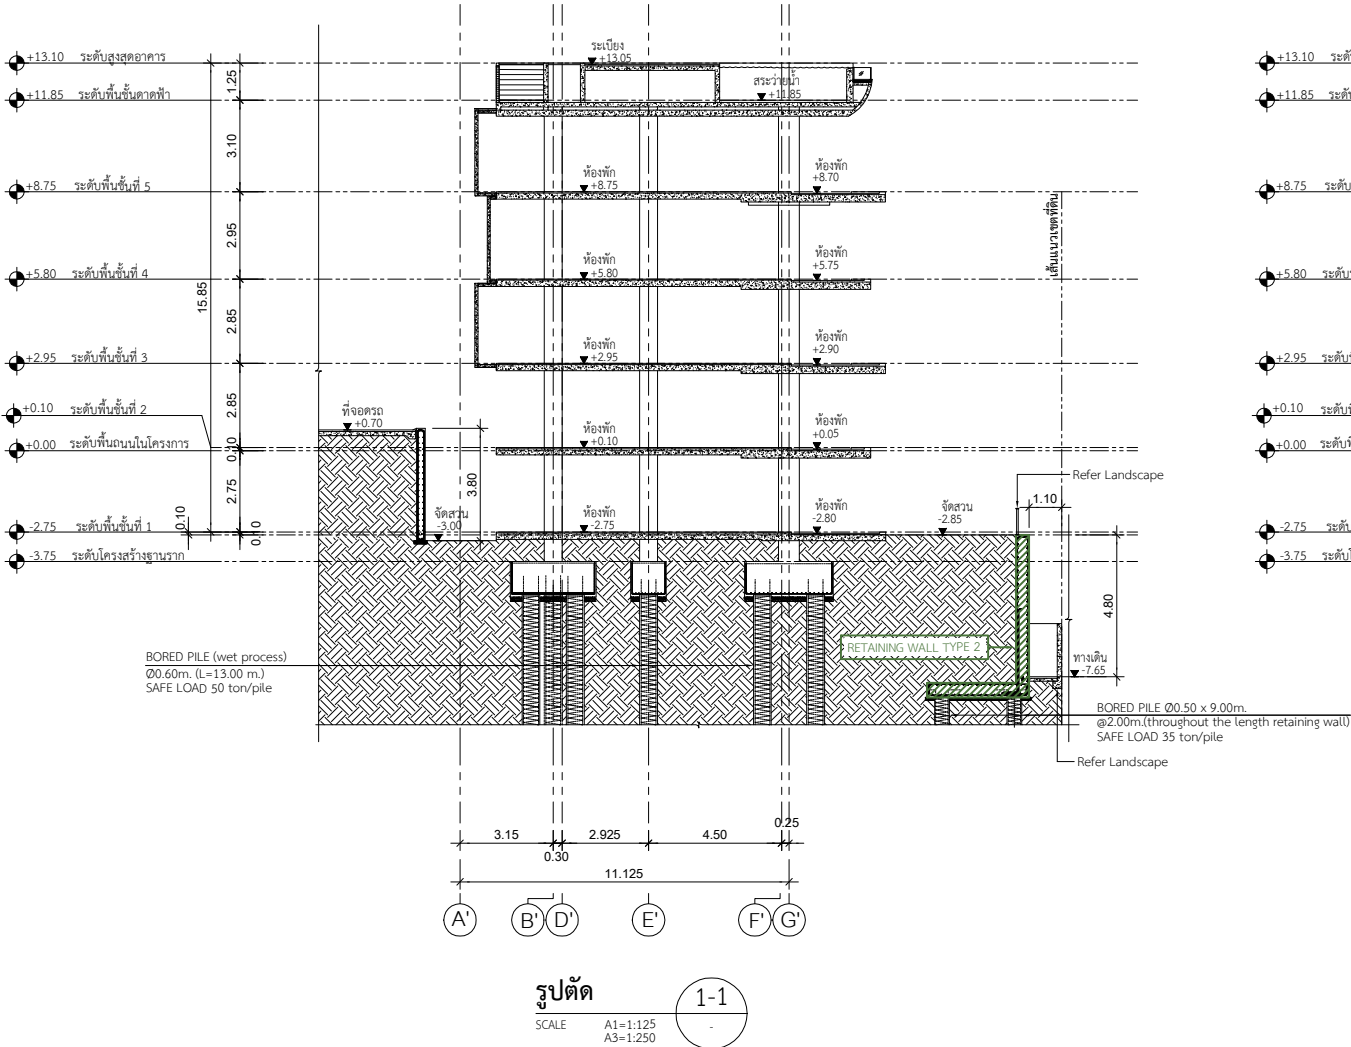 +13.10 ระดับสูงสุดอาคาร
+11.85 ระดับพื้นชั้นดาดฟ้า
+8.75 ระดับพื้นชั้นที่ 5
+5.80 ระดับพื้นชั้นที่ 4
+2.95 ระดับพื้นชั้นที่ 3
+0.10 ระดับพื้นชั้นที่ 2
+0.00 ระดับพื้นถนนในโครงการ
-2.75 ระดับพื้นชั้นที่ 1
-3.75 ระดับโครงสร้างฐานราก
1.25
3.10
2.95
2.85
2.85
0.10
2.75
0.10
0.10
15.85
ระเบียง
+13.05
สระว่ายน้ำ
+11.85
ห้องพัก
+8.75
ห้องพัก
+8.70
ห้องพัก
+5.80
ห้องพัก
+5.75
ห้องพัก
+2.95
ห้องพัก
+2.90
ที่จอดรถ
+0.70
ห้องพัก
+0.10
ห้องพัก
+0.05
3.80
จัดสวน
-3.00
ห้องพัก
-2.75
ห้องพัก
-2.80
จัดสวน
-2.85
เส้นแนวเขตที่ดิน
Refer Landscape
1.10
4.80
RETAINING WALL TYPE 2
ทางเดิน
-7.65
BORED PILE (wet process)
Ø0.60m. (L=13.00 m.)
SAFE LOAD 50 ton/pile
BORED PILE Ø0.50 x 9.00m.
@2.00m.(throughout the length retaining wall)
SAFE LOAD 35 ton/pile
Refer Landscape
3.15
0.30
2.925
4.50
0.25
11.125
A' B' D' E' F' G'
รูปตัด 1-1
SCALE A1=1:125 -
A3=1:250
+13.10
+11.85
+8.75
+5.80
+2.95
+0.10
+0.00
-2.75
-3.75